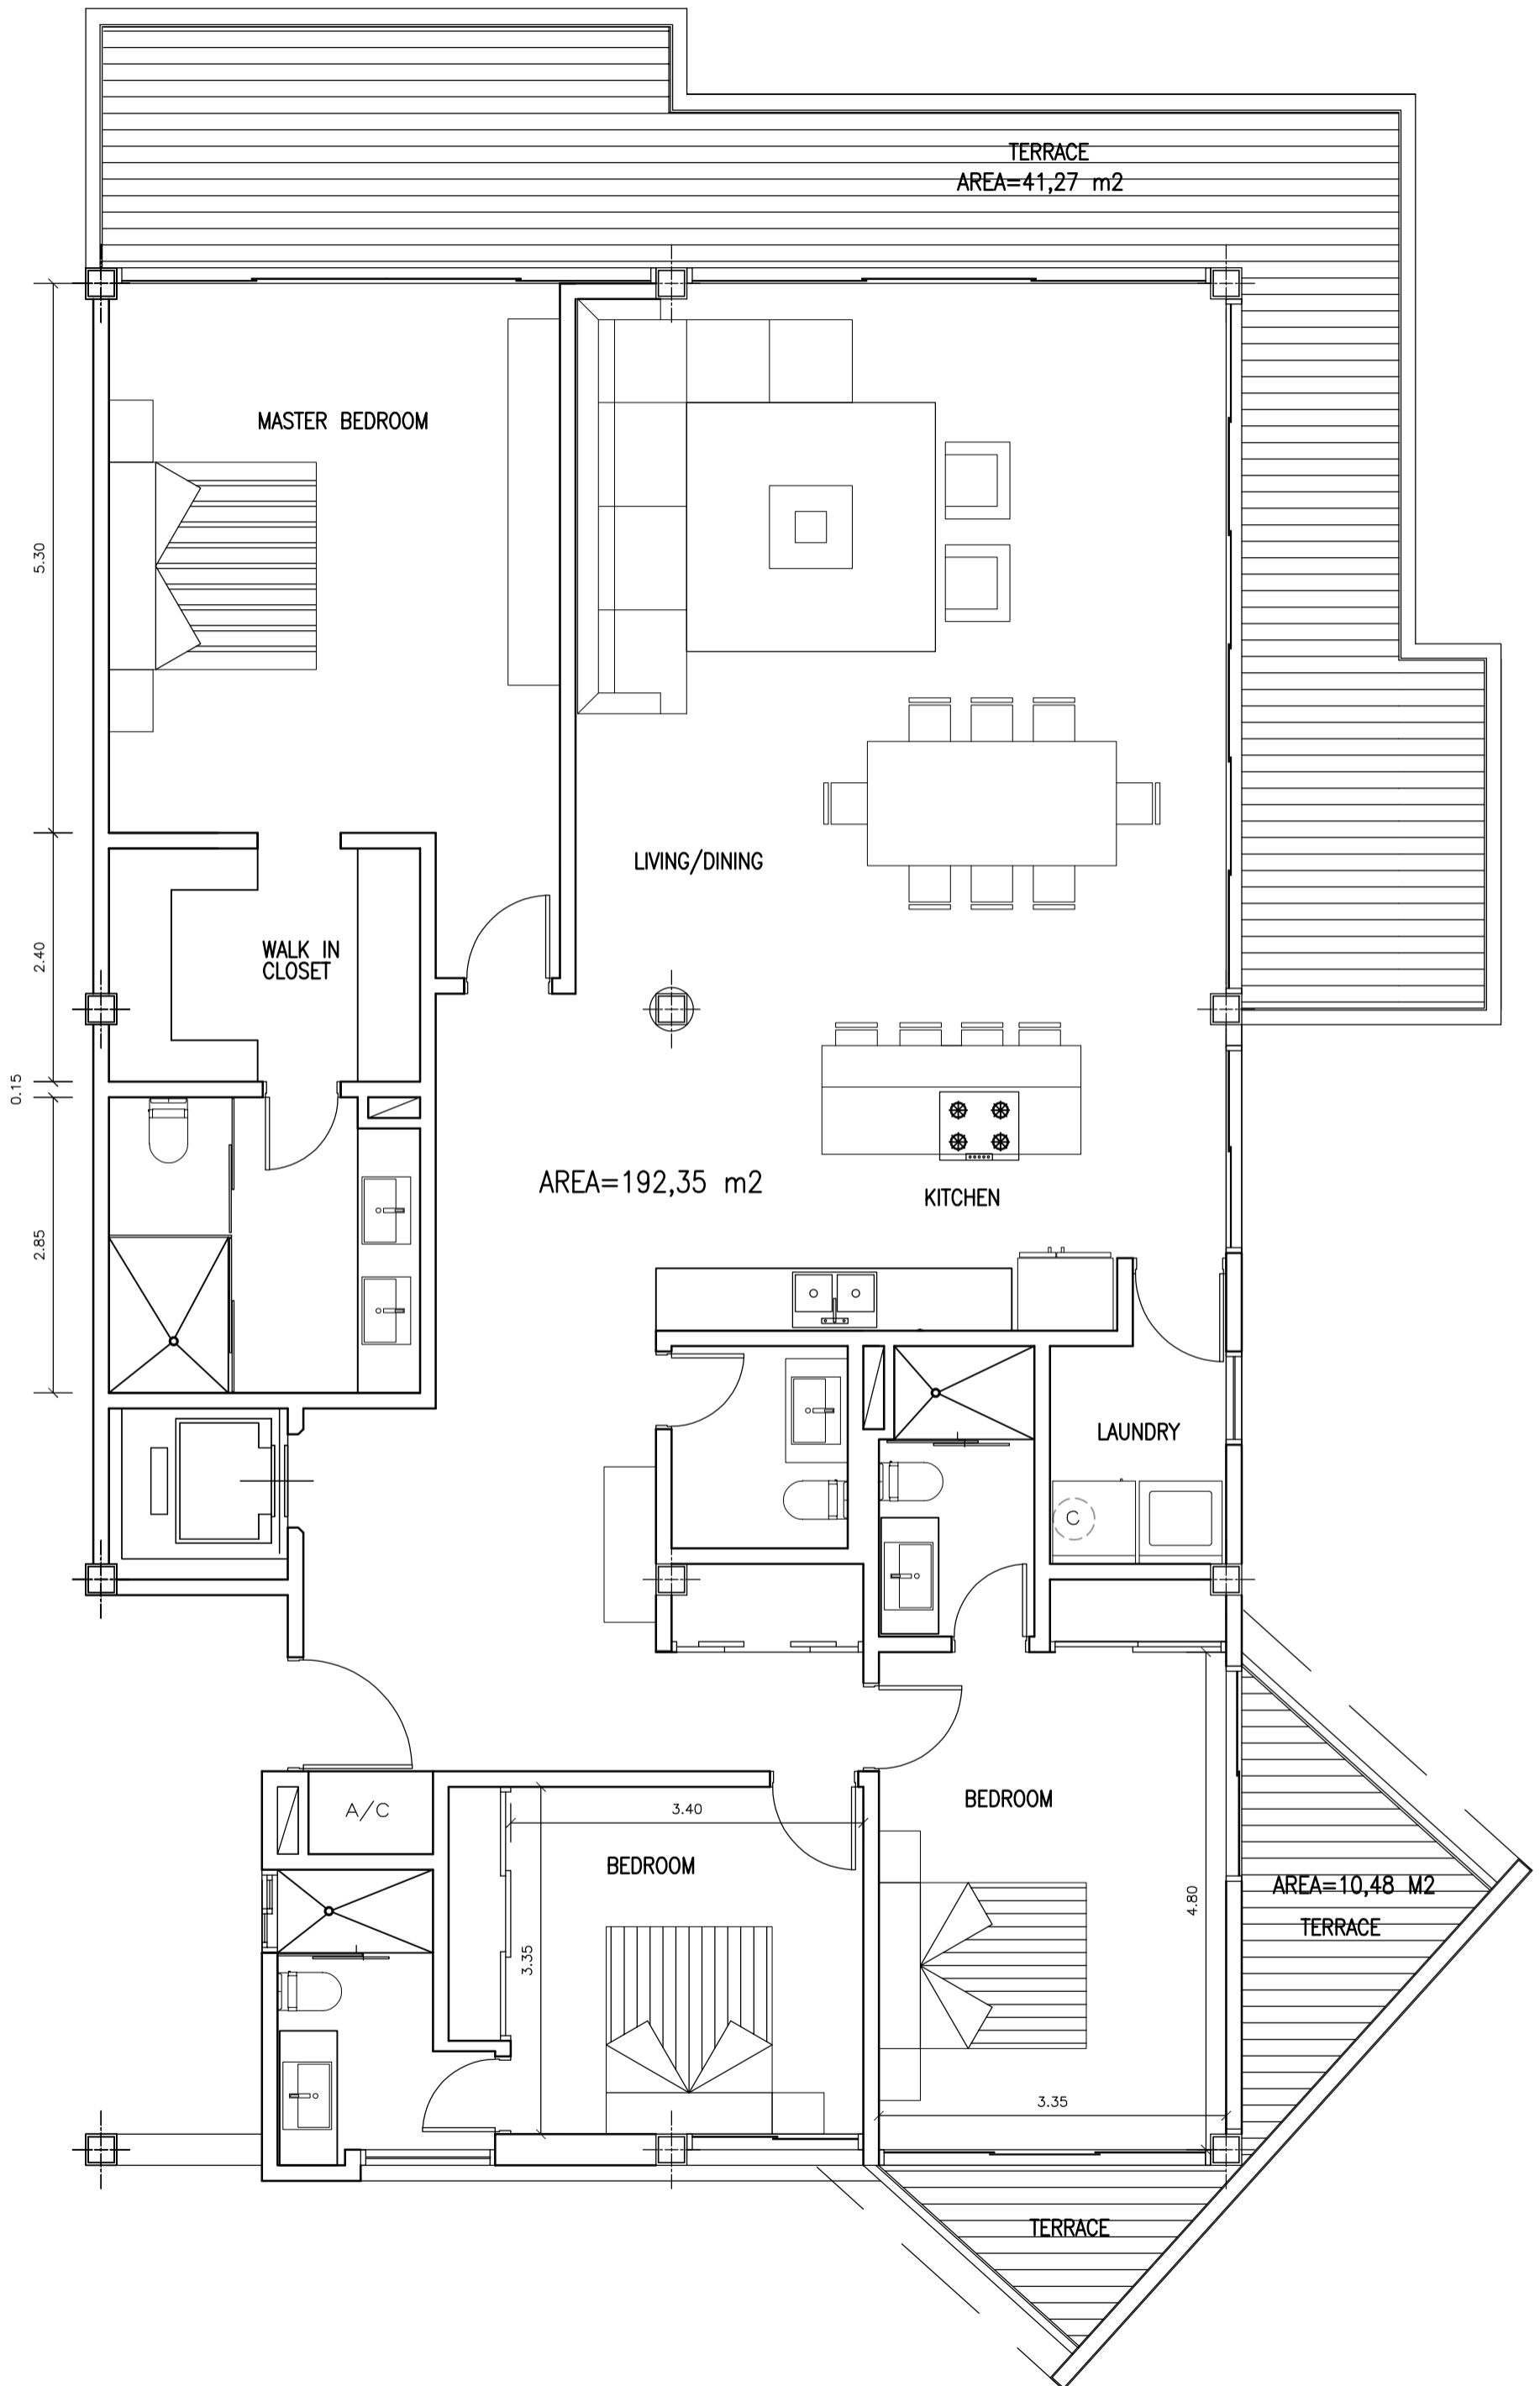 TERRACE
AREA=41,27 m2
MASTER BEDROOM
5.30
LIVING/DINING
WALK IN
CLOSET
2.40
0.15
AREA=192,35 m2
KITCHEN
2.85
LAUNDRY
C
A/C
3.40
BEDROOM
BEDROOM
3.35
4.80
AREA=10,48 M2
TERRACE
3.35
TERRACE